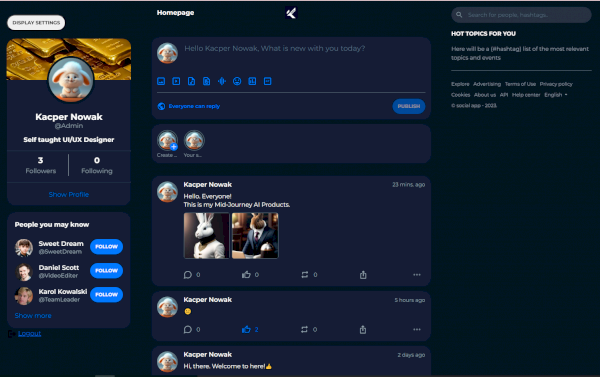 DISPLAY SETTINGS
Kacper Nowak
@Admin
Self taught UI/UX Designer
3
Followers
0
Following
Show Profile
People you may know
Sweet Dream
@SweetDream
FOLLOW
Daniel Scott
@VideoEditer
FOLLOW
Karol Kowalski
@TeamLeader
FOLLOW
Show more
Logout
Homepage
Hello Kacper Nowak, What is new with you today?
Everyone can reply
PUBLISH
Create ...
Your s...
Kacper Nowak
23 mins. ago
Hello, Everyone!
This is my Mid-Journey AI Products.
0
0
0
Kacper Nowak
5 hours ago
0
2
0
Kacper Nowak
2 days ago
Hi, there. Welcome to here!
Search for people, hashtags..
HOT TOPICS FOR YOU
Here will be a (#hashtag) list of the most relevant
topics and events
Explore Advertising Terms of Use Privacy policy
Cookies About us API Help center English
© social app - 2023.